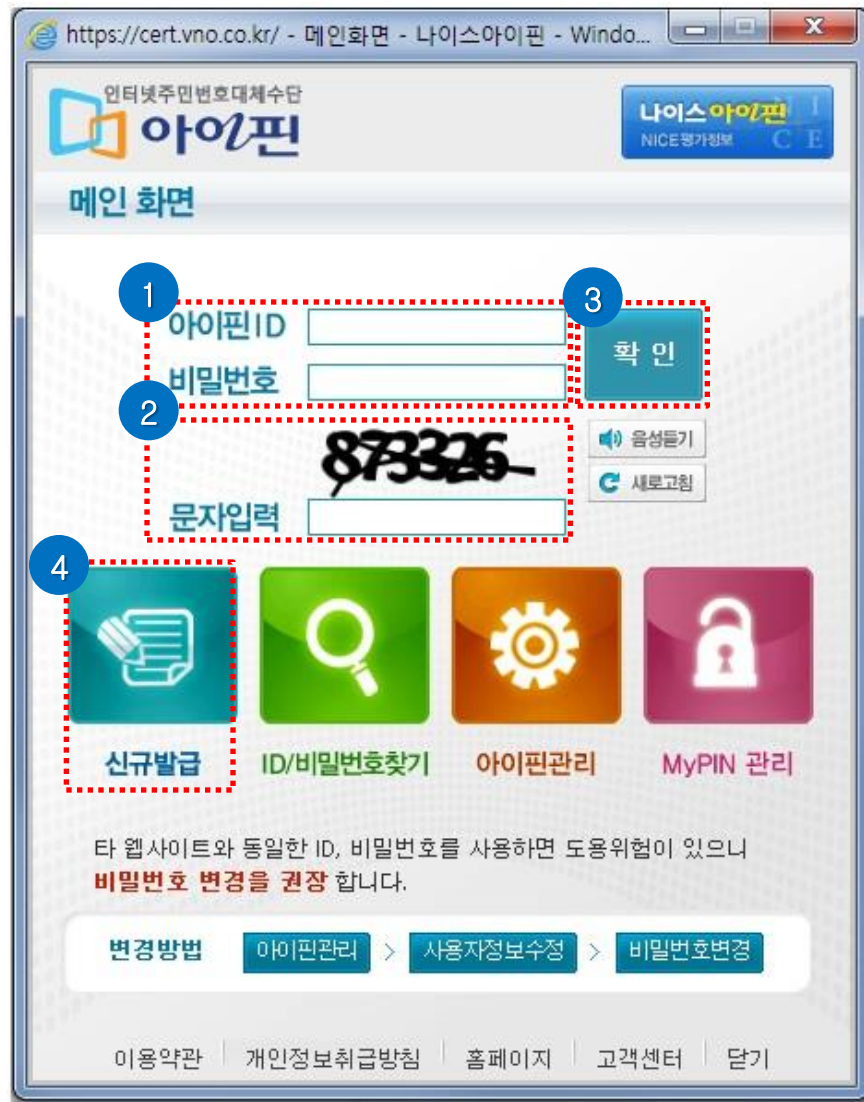 https://cert.vno.co.kr/ - 메인화면 - 나이스아이핀 - Windo...
인터넷주민번호대체수단
아이핀
나이스아이핀
NICE평가정보
NICE
메인 화면
1
3
아이핀ID
확 인
비밀번호
2
873326
음성듣기
새로고침
문자입력
4
신규발급
ID/비밀번호찾기
아이핀관리
MyPIN 관리
타 웹사이트와 동일한 ID, 비밀번호를 사용하면 도용위험이 있으니
비밀번호 변경을 권장 합니다.
변경방법 아이핀관리 > 사용자정보수정 > 비밀번호변경
이용약관 개인정보취급방침 홈페이지 고객센터 닫기